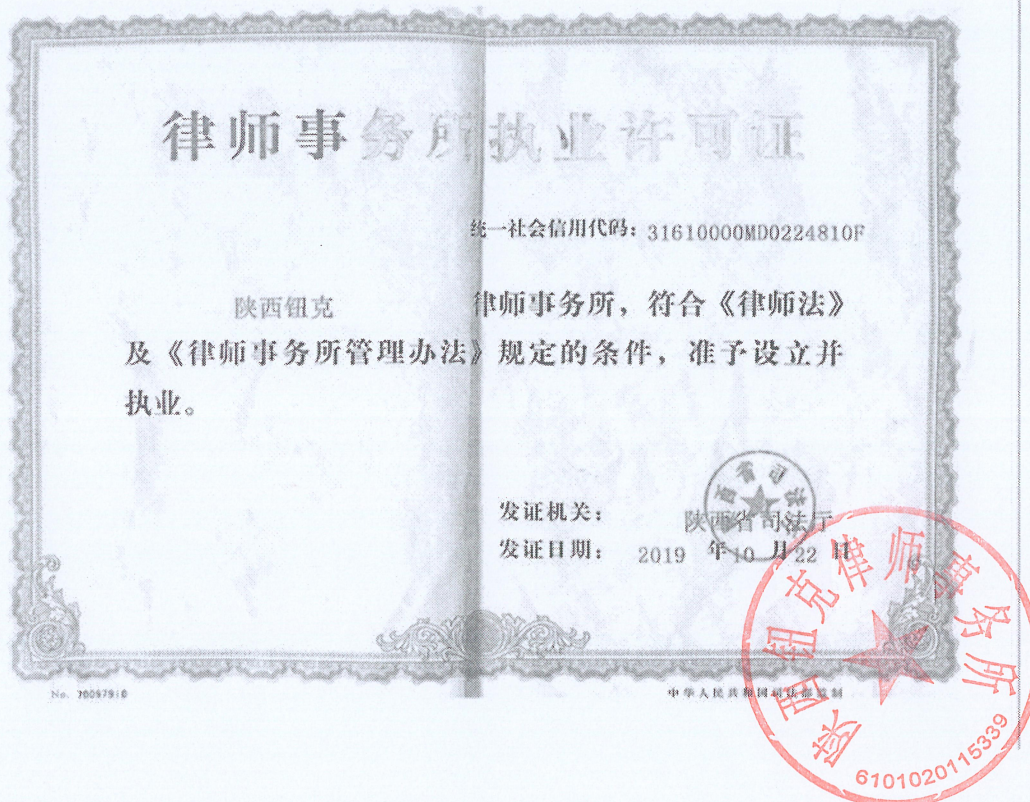 律师事务所执业许可证
统一社会信用代码：31610000MD0224810F
陕西钮克 律师事务所，符合《律师法》
及《律师事务所管理办法》规定的条件，准予设立并
执业。
发证机关： 陕西省司法厅
发证日期： 2019 年 10 月 22 日
No.
中华人民共和国司法部监制
陕西钮克律师事务所
6101020115339